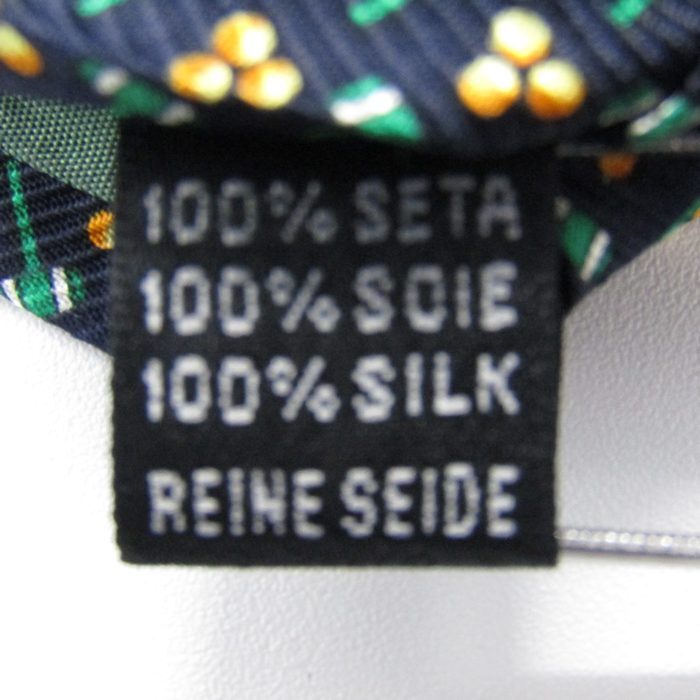 100% SETA
100% SOIE
100% SILK
REINE SEIDE